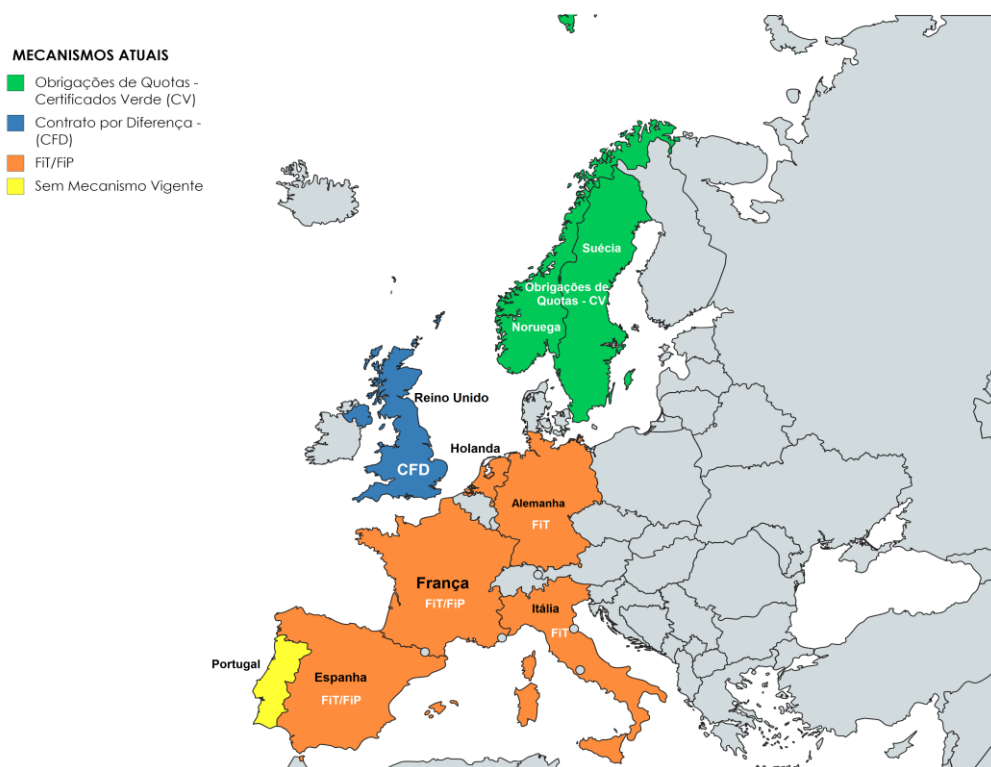 MECANISMOS ATUAIS
Obrigações de Quotas -
Certificados Verde (CV)
Contrato por Diferença -
(CFD)
FiT/FiP
Sem Mecanismo Vigente
Suécia
Obrigações de
Quotas - CV
Noruega
Reino Unido
CFD
Holanda
Alemanha
FiT
França
FiT/FiP
Itália
FiT
Portugal
Espanha
FiT/FiP